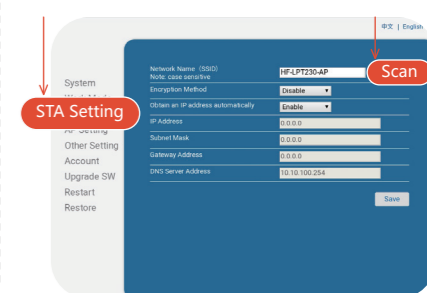 中文 | English
System
STA Setting
AP Setting
Other Setting
Account
Upgrade SW
Restart
Restore
Network Name (SSID)
Note: case sensitive
HF-LPT230-AP
Scan
Encryption Method
Disable
Obtain an IP address automatically
Enable
IP Address
0.0.0.0
Subnet Mask
0.0.0.0
Gateway Address
0.0.0.0
DNS Server Address
10.10.100.254
Save